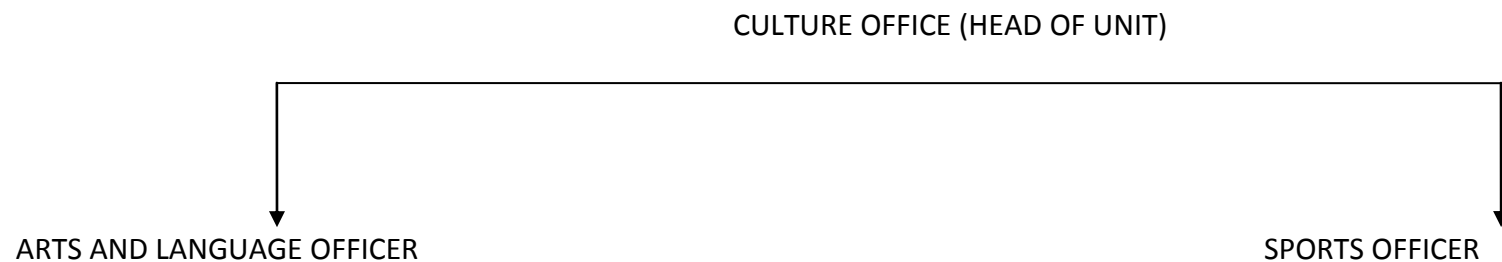 CULTURE OFFICE (HEAD OF UNIT)
ARTS AND LANGUAGE OFFICER
SPORTS OFFICER